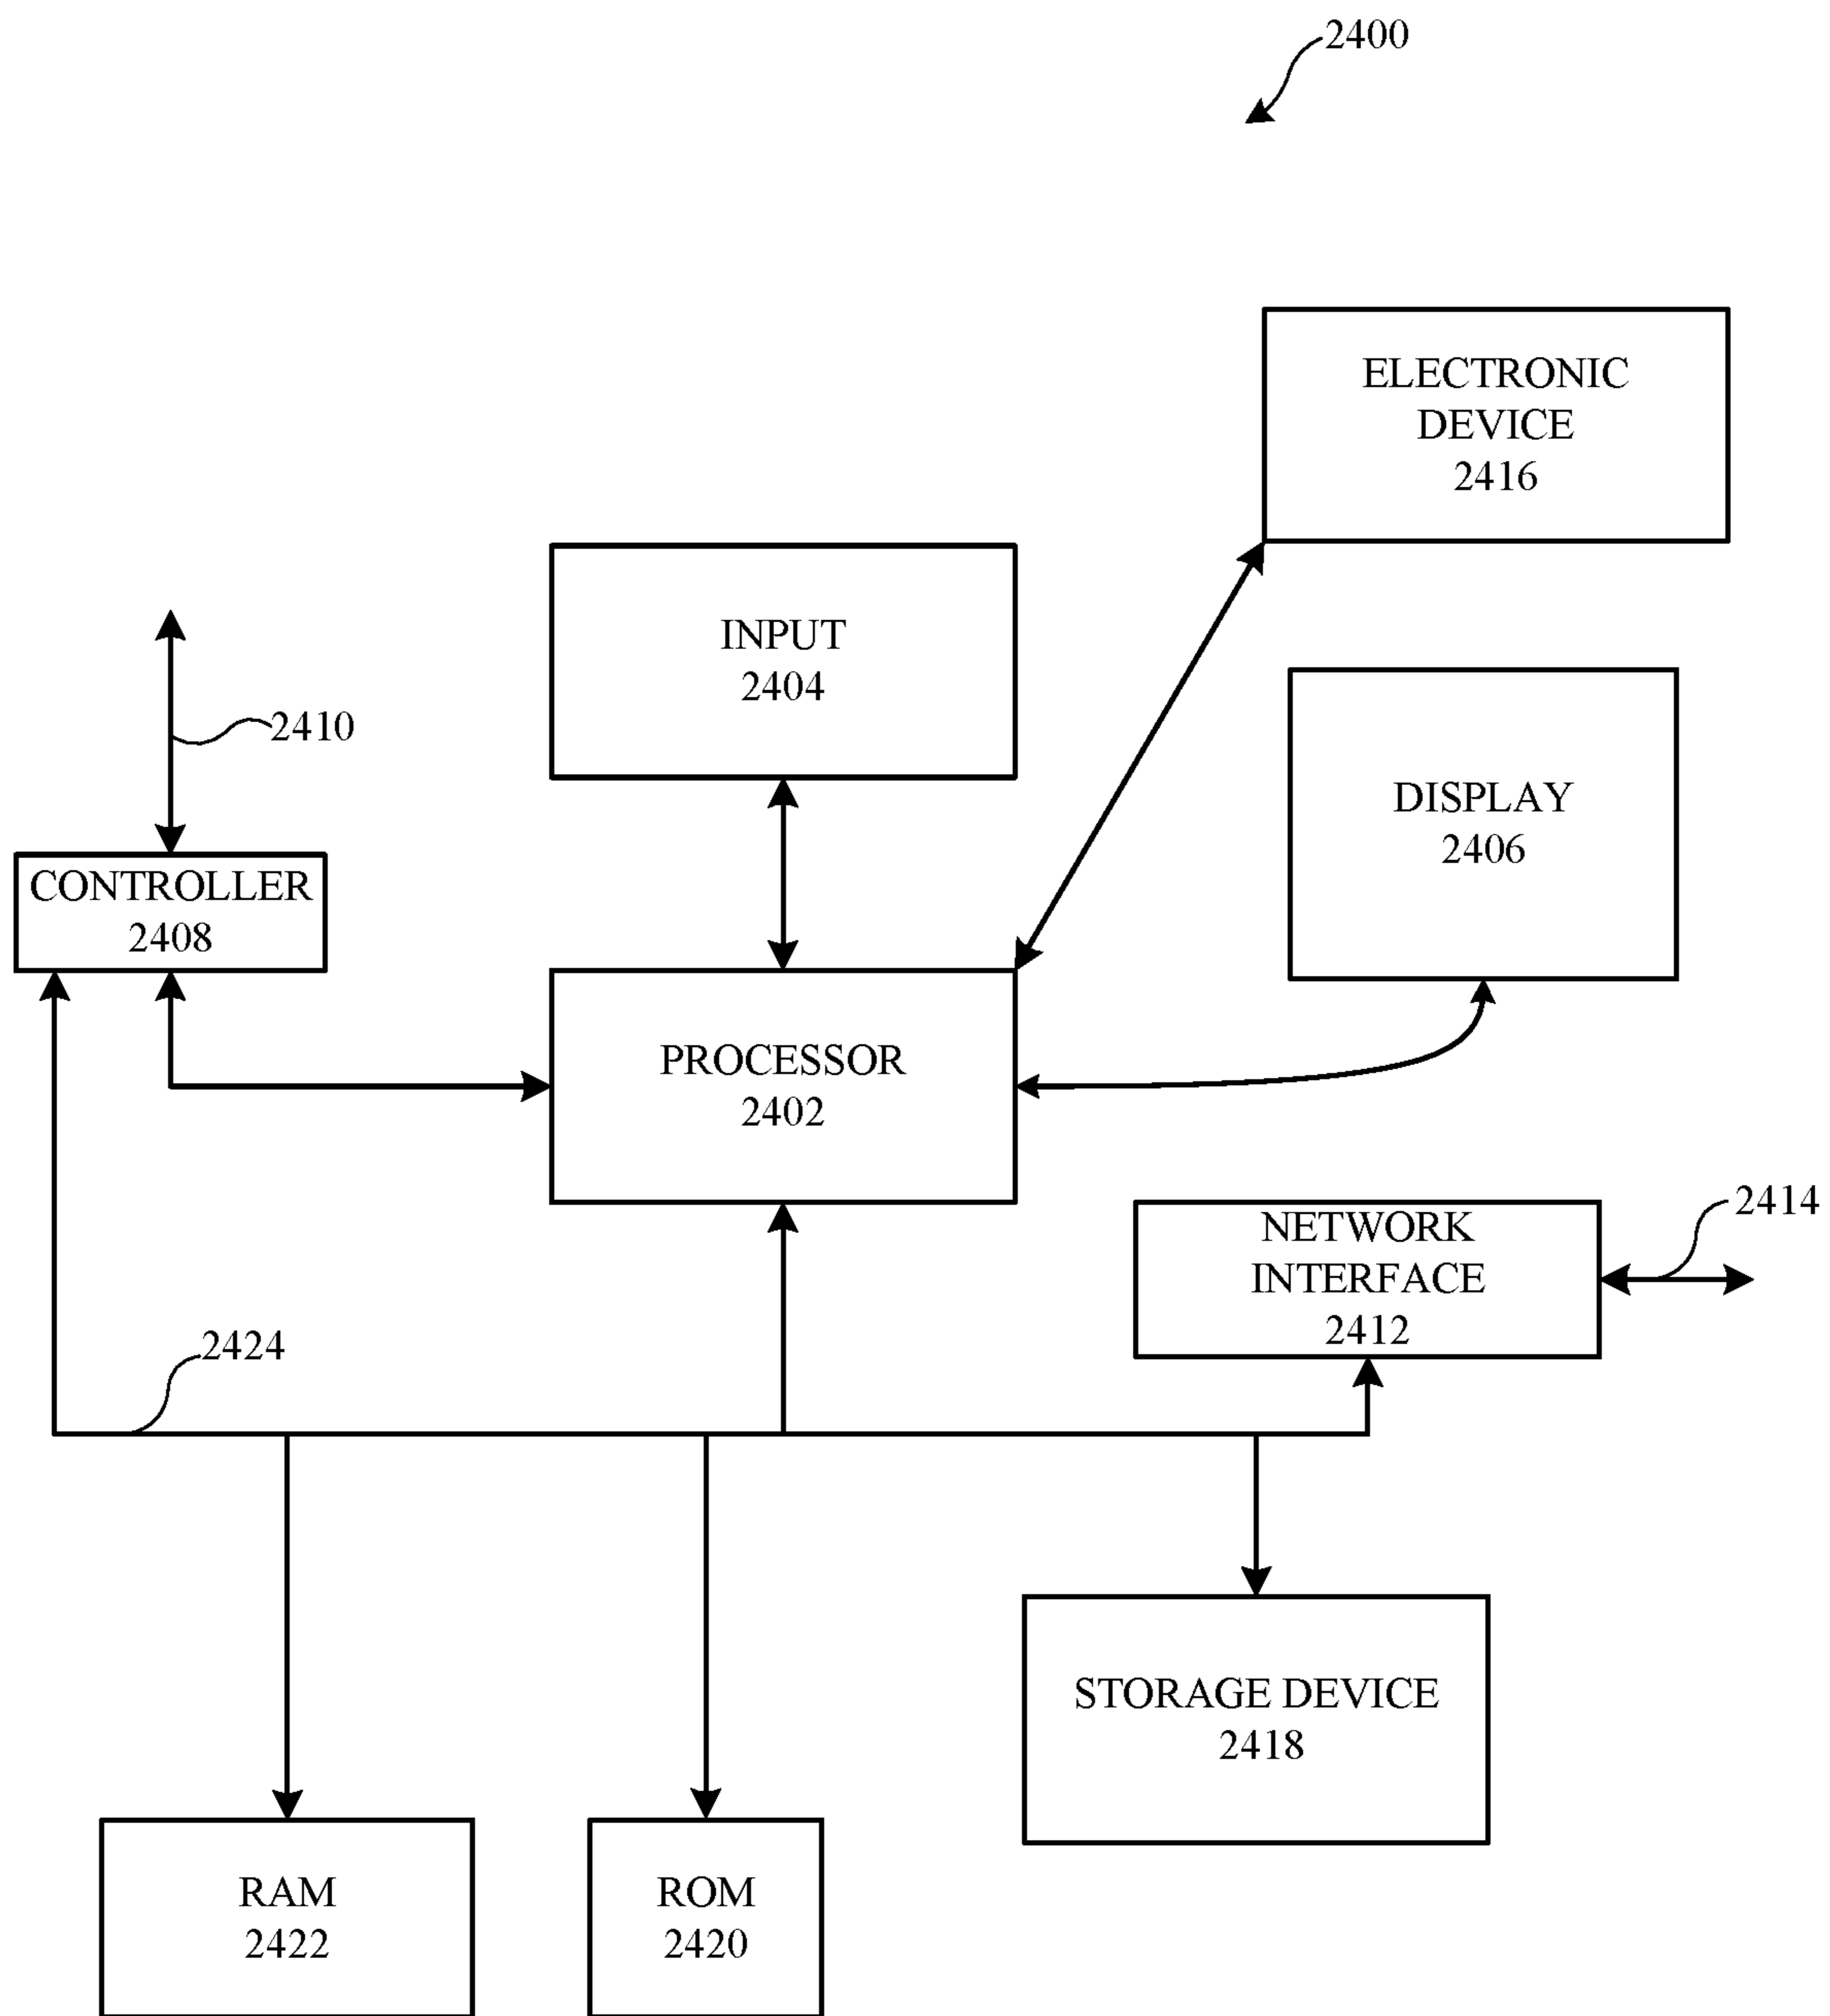 2400
ELECTRONIC
DEVICE
2416
INPUT
2404
DISPLAY
2406
2410
CONTROLLER
2408
PROCESSOR
2402
NETWORK
INTERFACE
2412
2414
2424
STORAGE DEVICE
2418
RAM
2422
ROM
2420